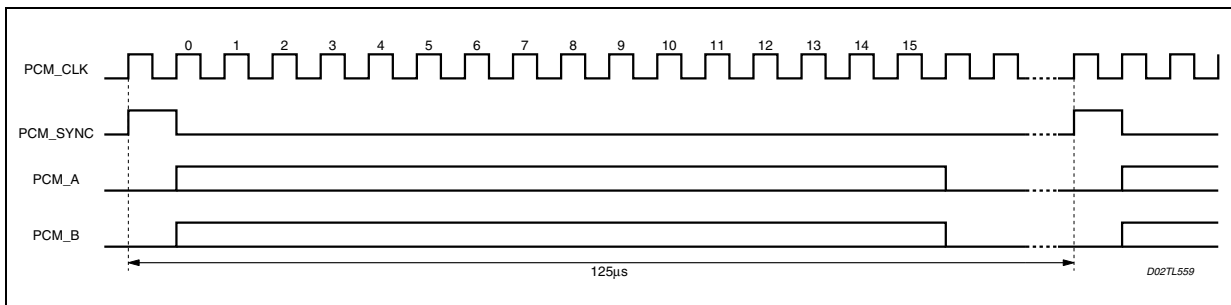 0 1 2 3 4 5 6 7 8 9 10 11 12 13 14 15
PCM_CLK
PCM_SYNC
PCM_A
PCM_B
125μs
D02TL559